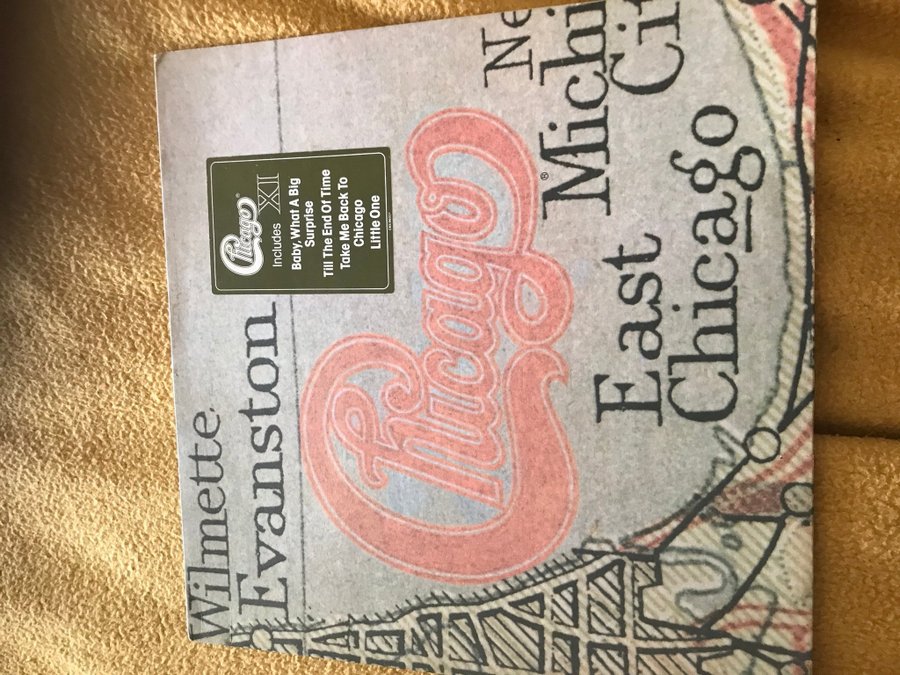 Wilmette
Evanston
Chicago®
Includes XI
Baby, What A Big
Surprise
Till The End Of Time
Take Me Back To
Chicago
Little One
Chicago
®
Ne
Michi
Ci
East
Chicago